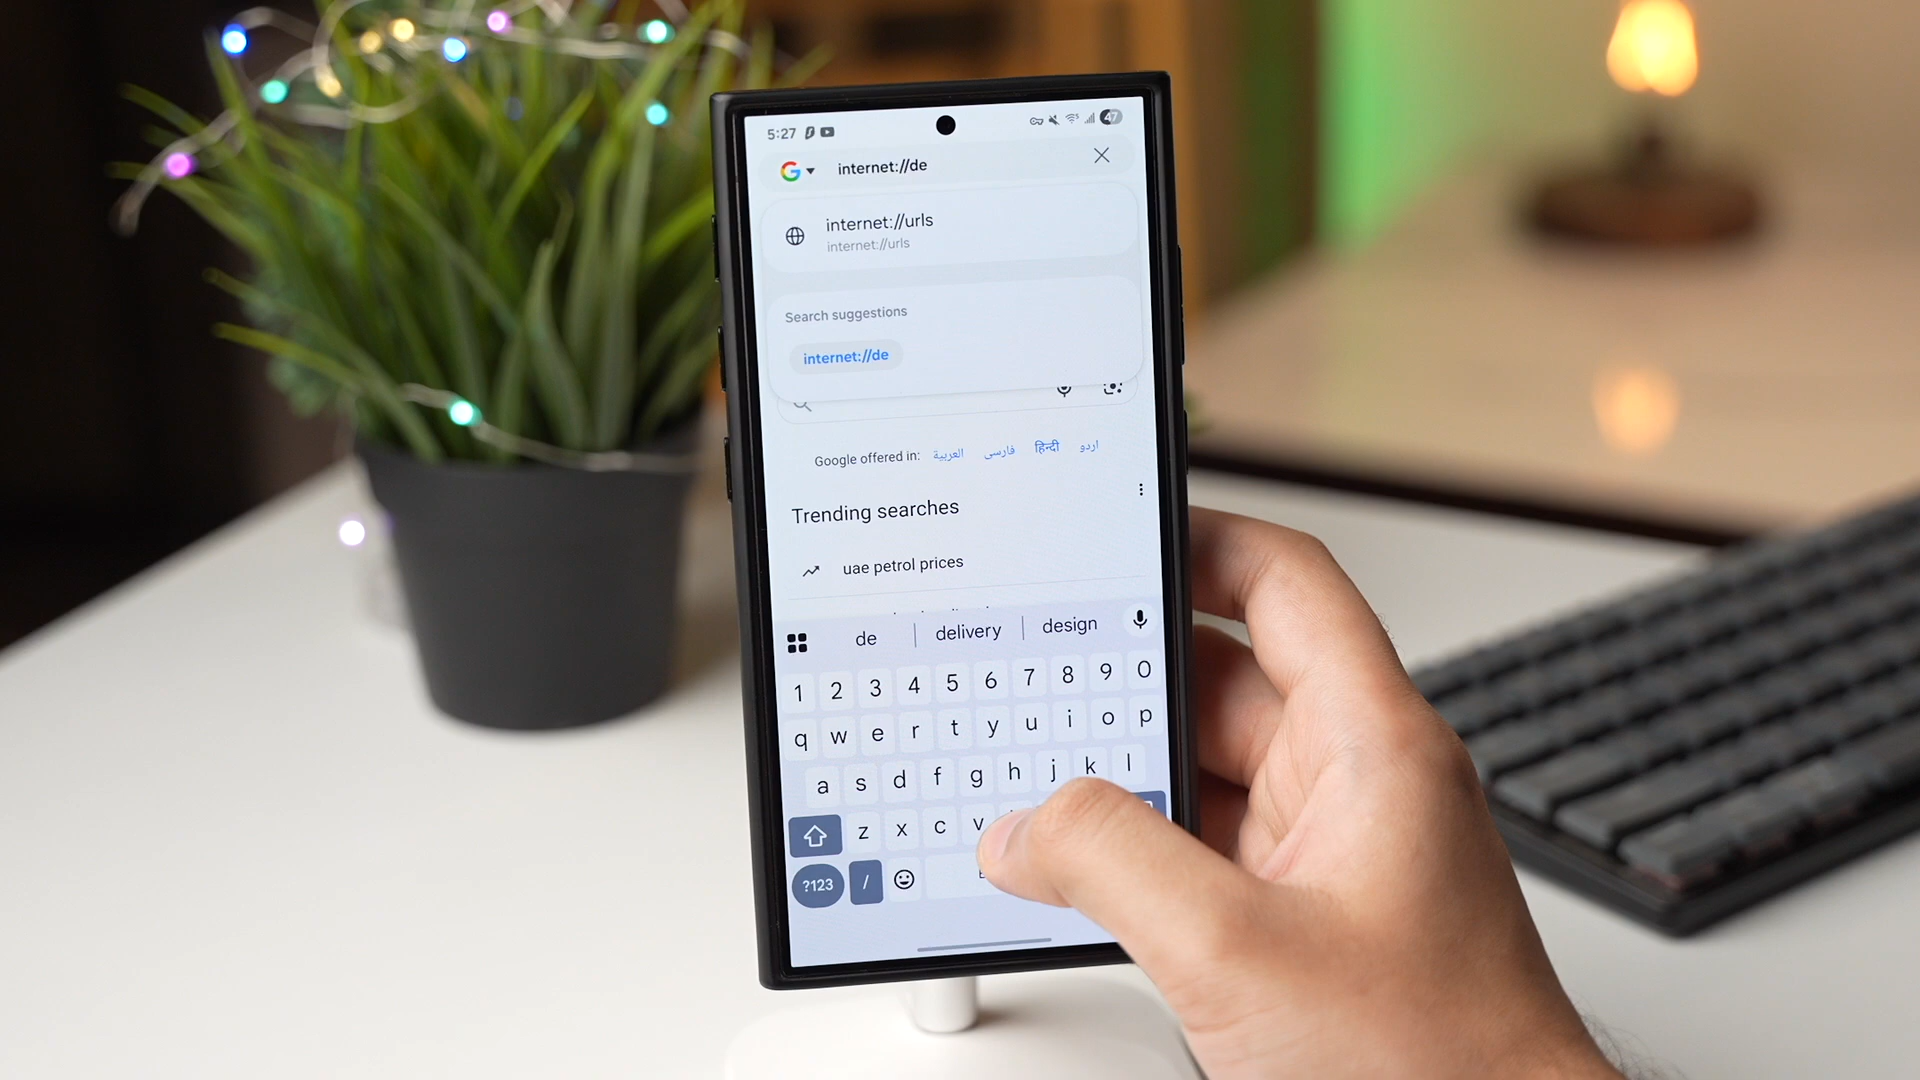 5:27
47
internet://de
internet://urls
internet://urls
Search suggestions
internet://de
Google offered in: العربية فارسی हिन्दी اردو
Trending searches
uae petrol prices
de delivery design
1 2 3 4 5 6 7 8 9 0
q w e r t y u i o p
a s d f g h j k l
z x c v
?123 /